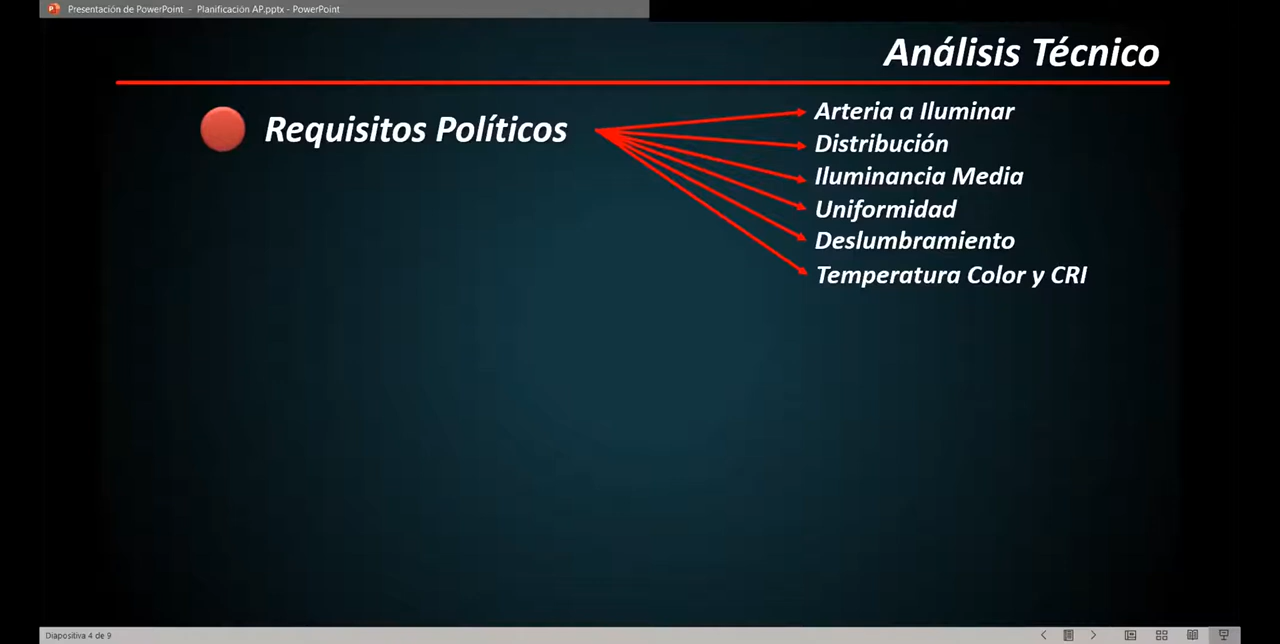 Presentación de PowerPoint - Planificación AP.pptx - PowerPoint
Análisis Técnico
Requisitos Políticos
Arteria a Iluminar
Distribución
Iluminancia Media
Uniformidad
Deslumbramiento
Temperatura Color y CRI
Diapositiva 4 de 9